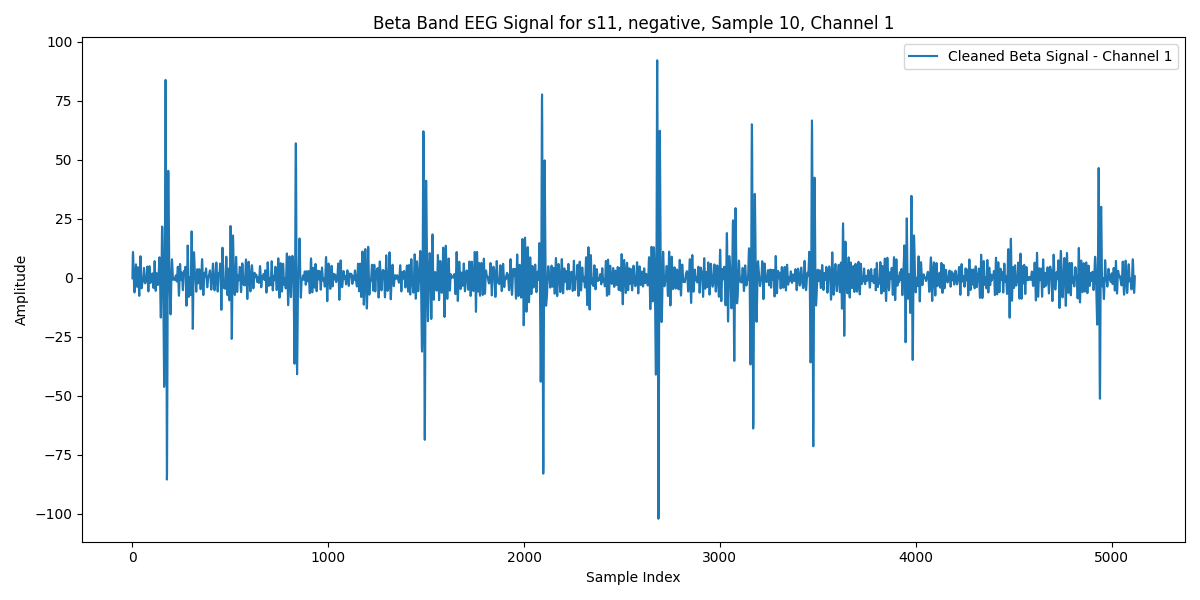 Beta Band EEG Signal for s11, negative, Sample 10, Channel 1
Cleaned Beta Signal - Channel 1
Amplitude
100
75
50
25
0
−25
−50
−75
−100
0 1000 2000 3000 4000 5000
Sample Index